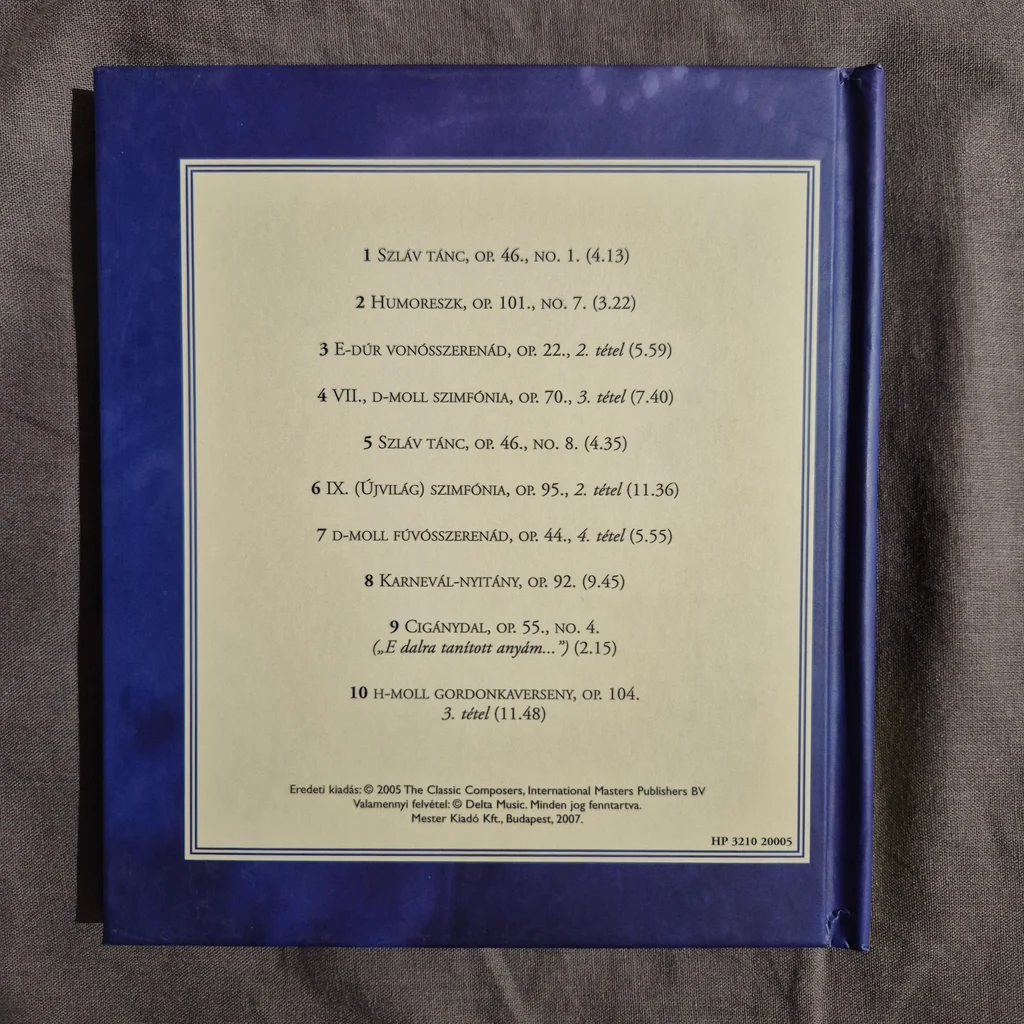 1 Szláv tánc, op. 46., no. 1. (4.13)
2 Humoreszk, op. 101., no. 7. (3.22)
3 E-dúr vonósszerenád, op. 22., 2. tétel (5.59)
4 VII., d-moll szimfónia, op. 70., 3. tétel (7.40)
5 Szláv tánc, op. 46., no. 8. (4.35)
6 IX. (Újvilág) szimfónia, op. 95., 2. tétel (11.36)
7 d-moll fúvósszerenád, op. 44., 4. tétel (5.55)
8 Karnevál-nyitány, op. 92. (9.45)
9 Cigánydal, op. 55., no. 4.
(„E dalra tanított anyám...”) (2.15)
10 h-moll gordonkaverseny, op. 104.
3. tétel (11.48)
Eredeti kiadás: © 2005 The Classic Composers, International Masters Publishers BV
Valamennyi felvétel: © Delta Music. Minden jog fenntartva.
Mester Kiadó Kft., Budapest, 2007.
HP 3210 20005